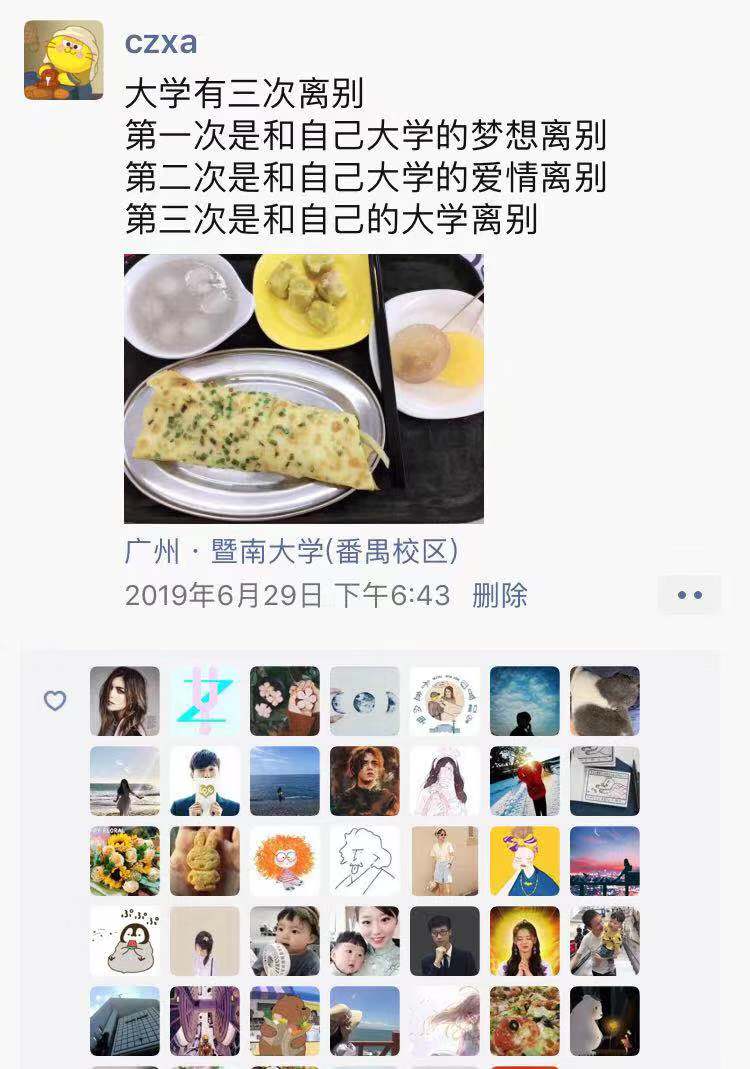 czxa
大学有三次离别
第一次是和自己大学的梦想离别
第二次是和自己大学的爱情离别
第三次是和自己的大学离别
广州 · 暨南大学(番禺校区)
2019年6月29日 下午6:43 删除